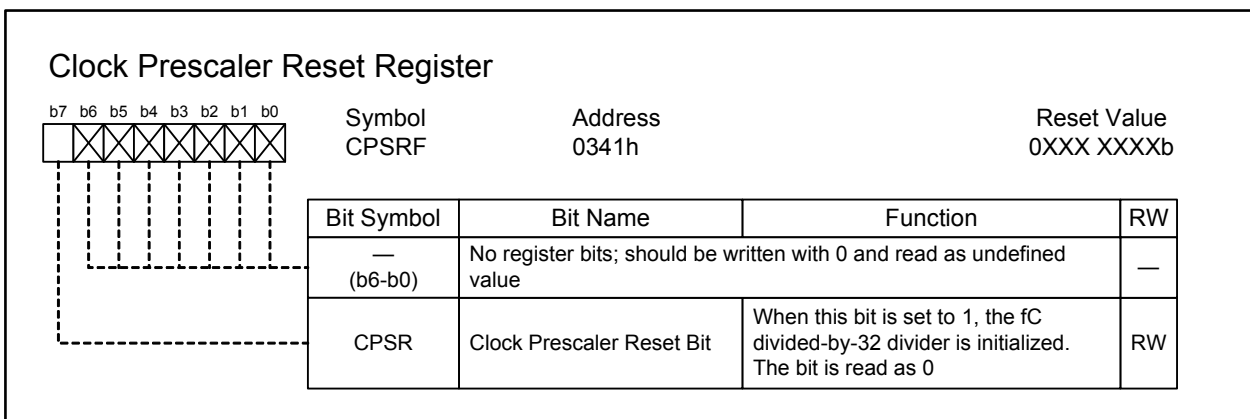 Clock Prescaler Reset Register
b7 b6 b5 b4 b3 b2 b1 b0
Symbol Address Reset Value
CPSRF 0341h 0XXX XXXXb
Bit Symbol Bit Name Function RW
—
(b6-b0)
No register bits; should be written with 0 and read as undefined
value
—
CPSR
Clock Prescaler Reset Bit
When this bit is set to 1, the fC
divided-by-32 divider is initialized.
The bit is read as 0
RW